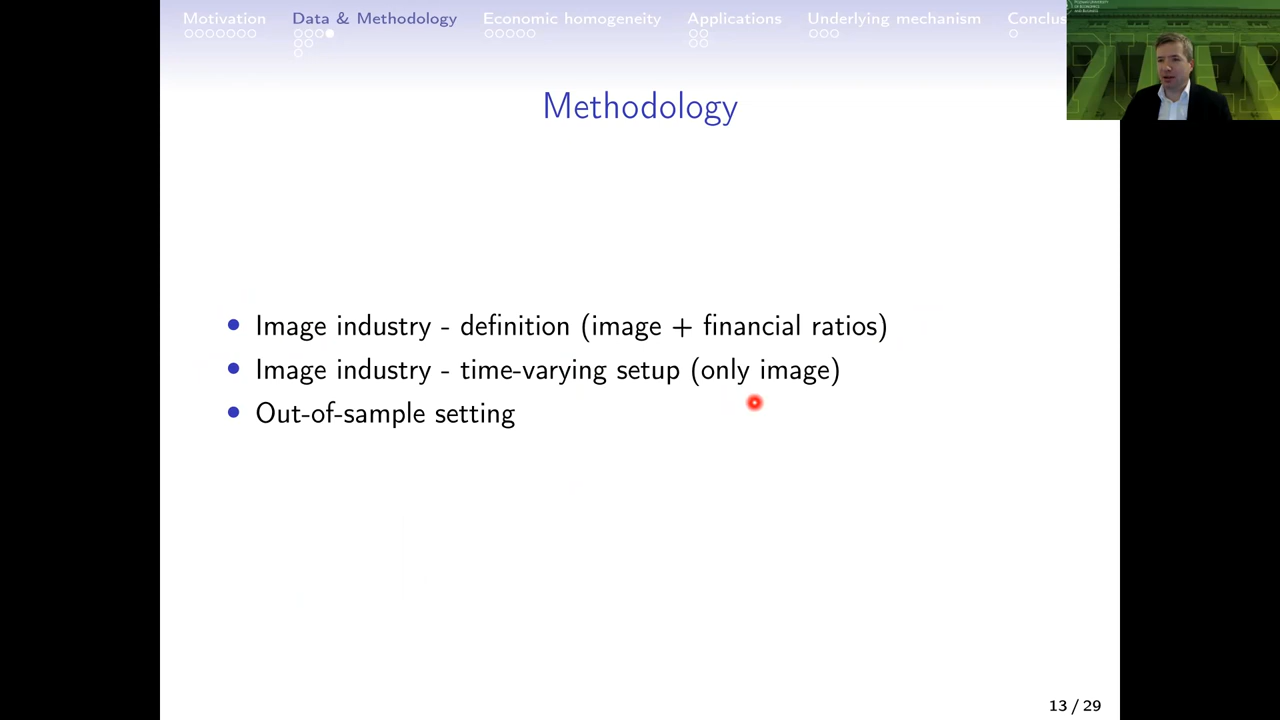 Motivation Data & Methodology Economic homogeneity Applications Underlying mechanism Conclus
Methodology
Image industry - definition (image + financial ratios)
Image industry - time-varying setup (only image)
Out-of-sample setting
13 / 29